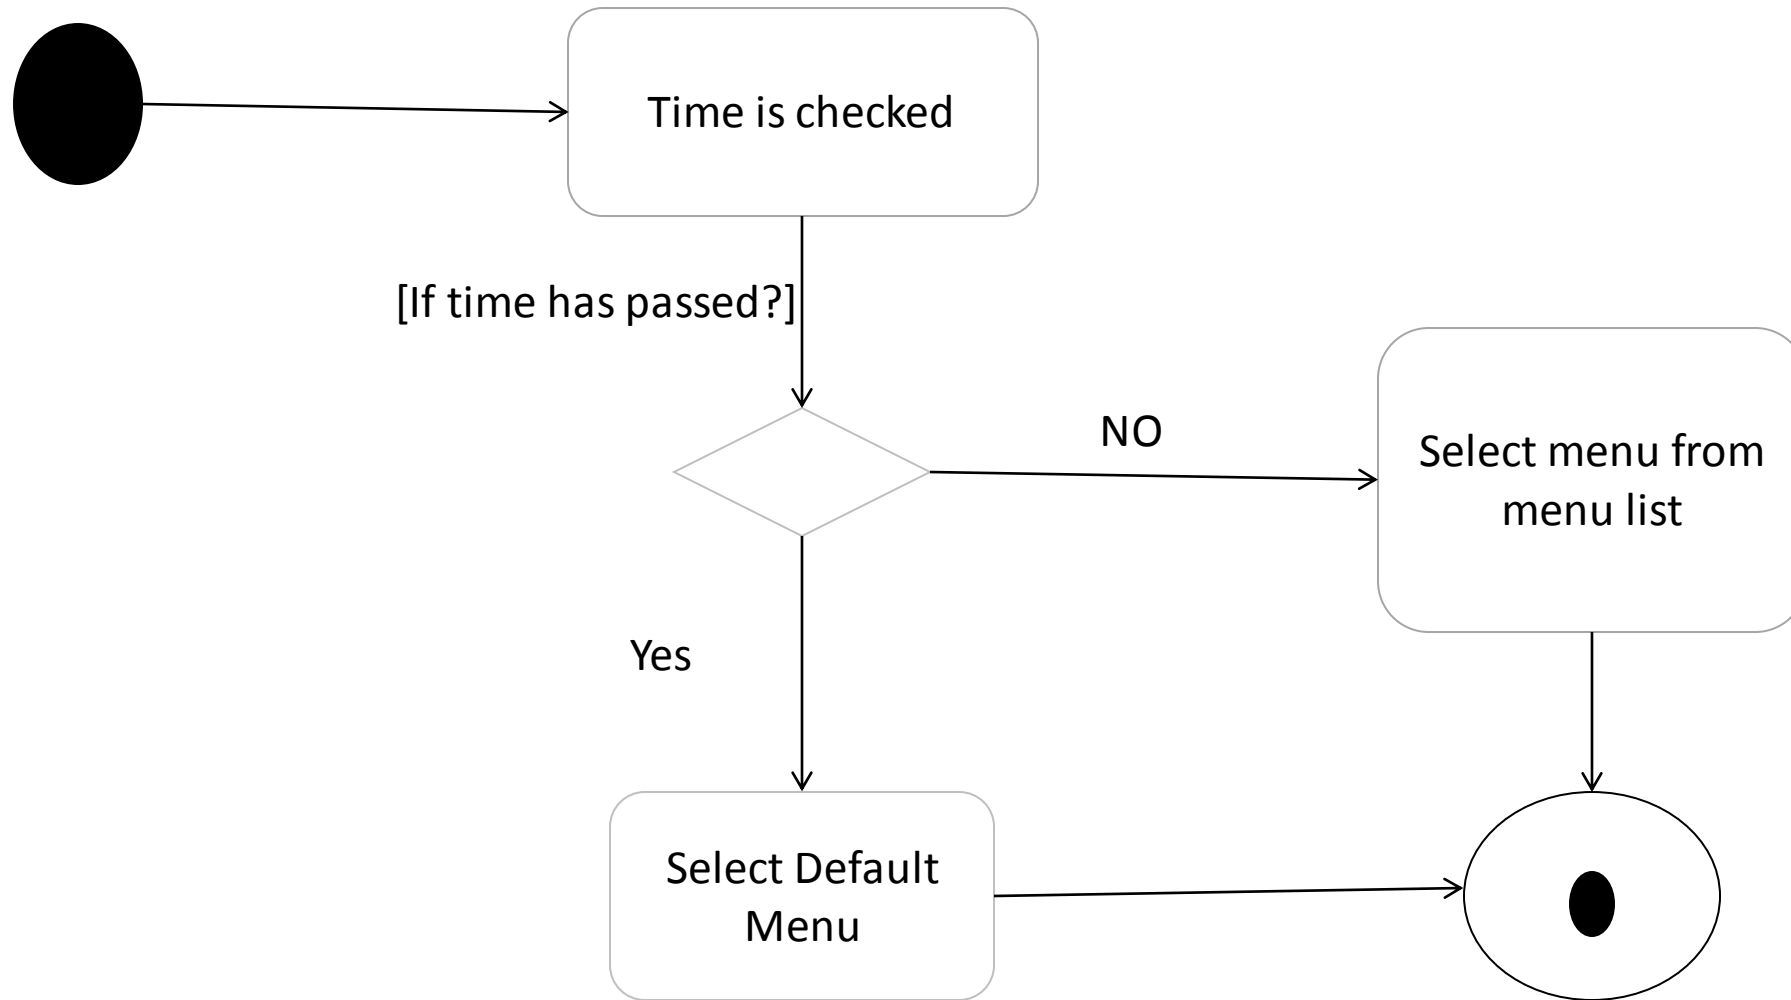 Time is checked
[If time has passed?]
NO
Select menu from
menu list
Yes
Select Default
Menu